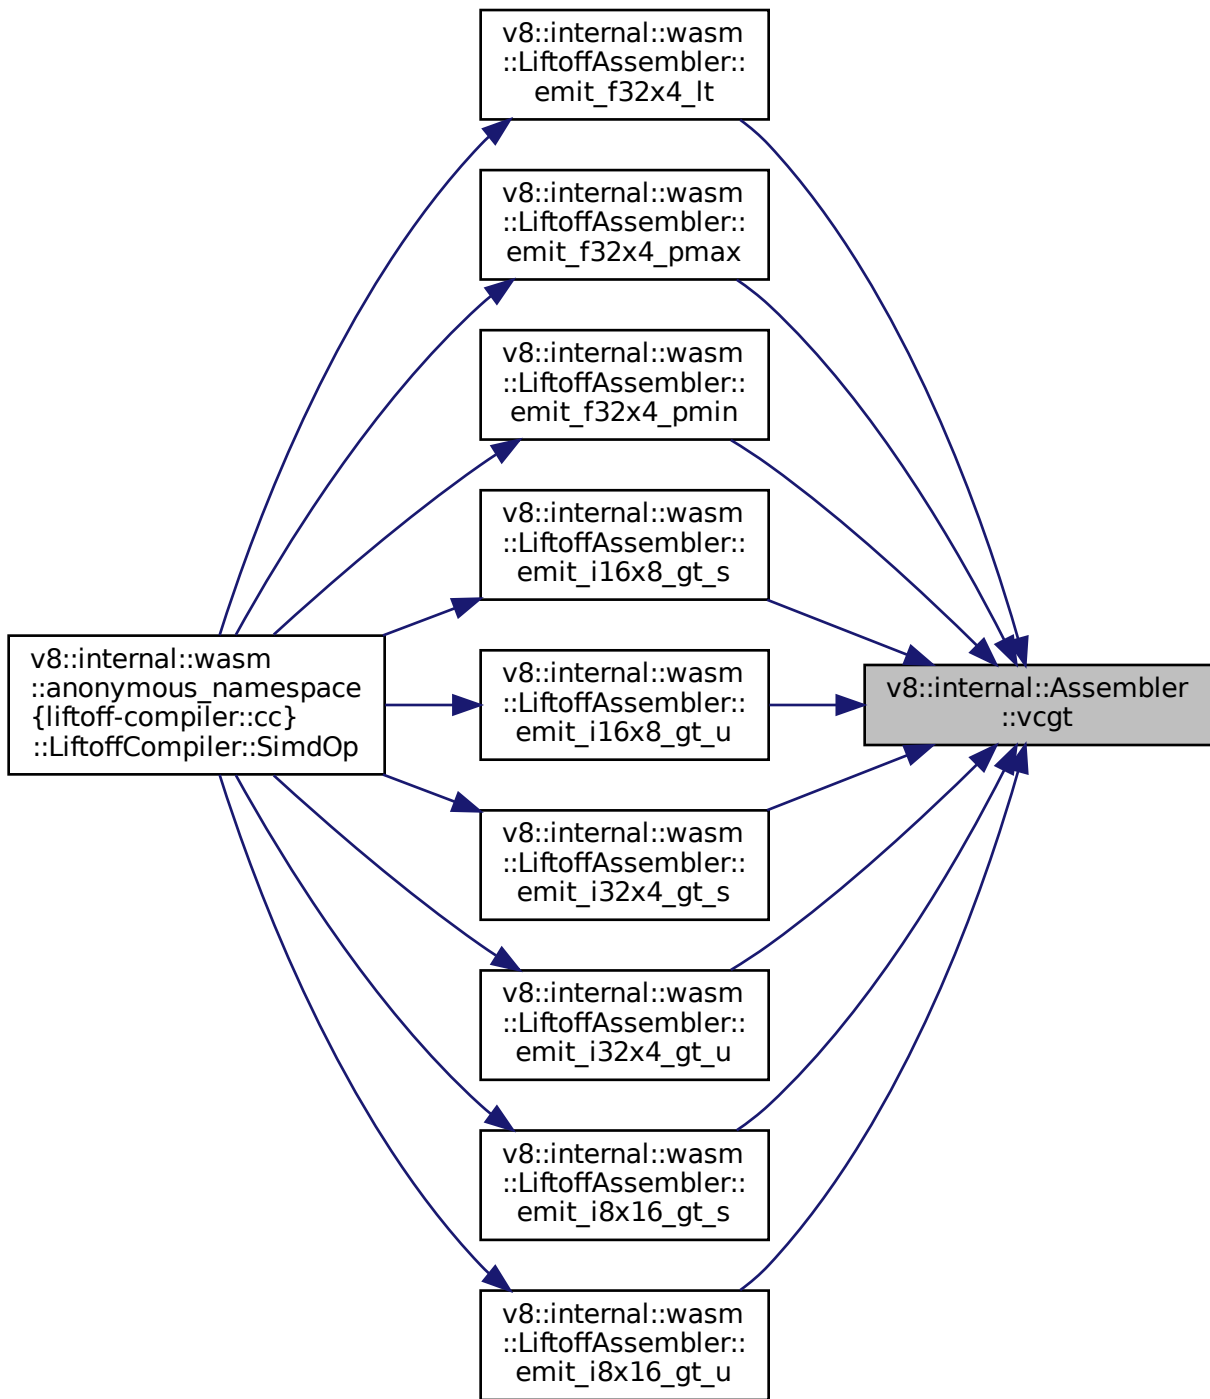 v8::internal::wasm
::LiftoffAssembler::
emit_f32x4_lt
v8::internal::wasm
::LiftoffAssembler::
emit_f32x4_pmax
v8::internal::wasm
::LiftoffAssembler::
emit_f32x4_pmin
v8::internal::wasm
::LiftoffAssembler::
emit_i16x8_gt_s
v8::internal::wasm
::anonymous_namespace
{liftoff-compiler::cc}
::LiftoffCompiler::SimdOp
v8::internal::wasm
::LiftoffAssembler::
emit_i16x8_gt_u
v8::internal::Assembler
::vcgt
v8::internal::wasm
::LiftoffAssembler::
emit_i32x4_gt_s
v8::internal::wasm
::LiftoffAssembler::
emit_i32x4_gt_u
v8::internal::wasm
::LiftoffAssembler::
emit_i8x16_gt_s
v8::internal::wasm
::LiftoffAssembler::
emit_i8x16_gt_u